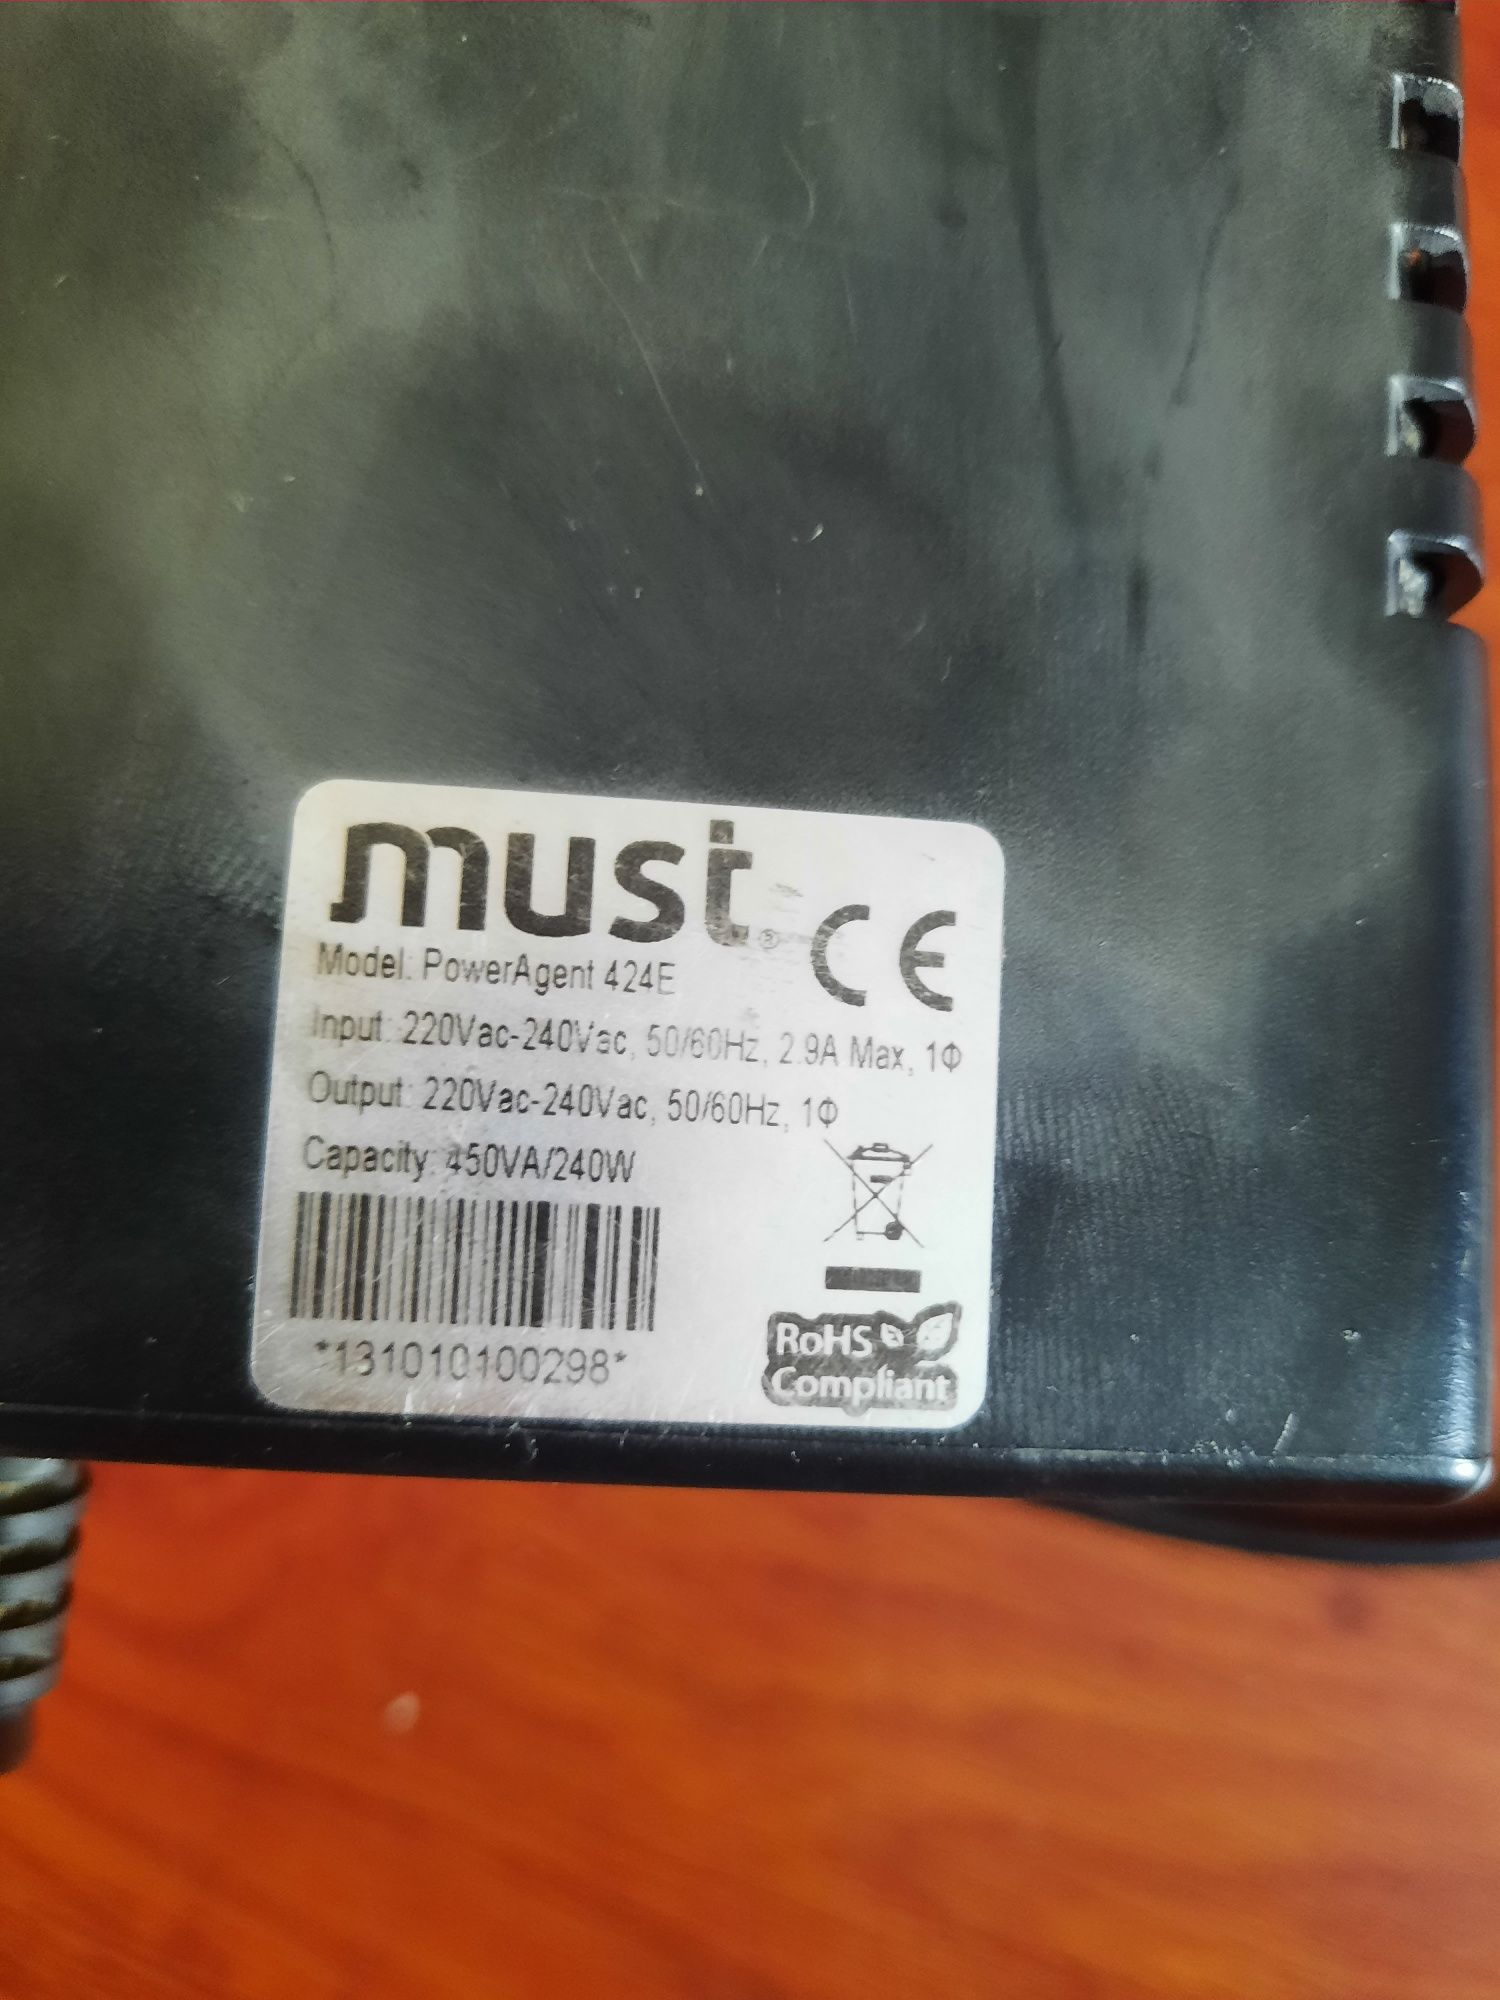 must
®
CE
Model: PowerAgent 424E
Input: 220Vac-240Vac, 50/60Hz, 2.9A Max, 1Φ
Output: 220Vac-240Vac, 50/60Hz, 1Φ
Capacity: 450VA/240W
*131010100298*
RoHS
Compliant